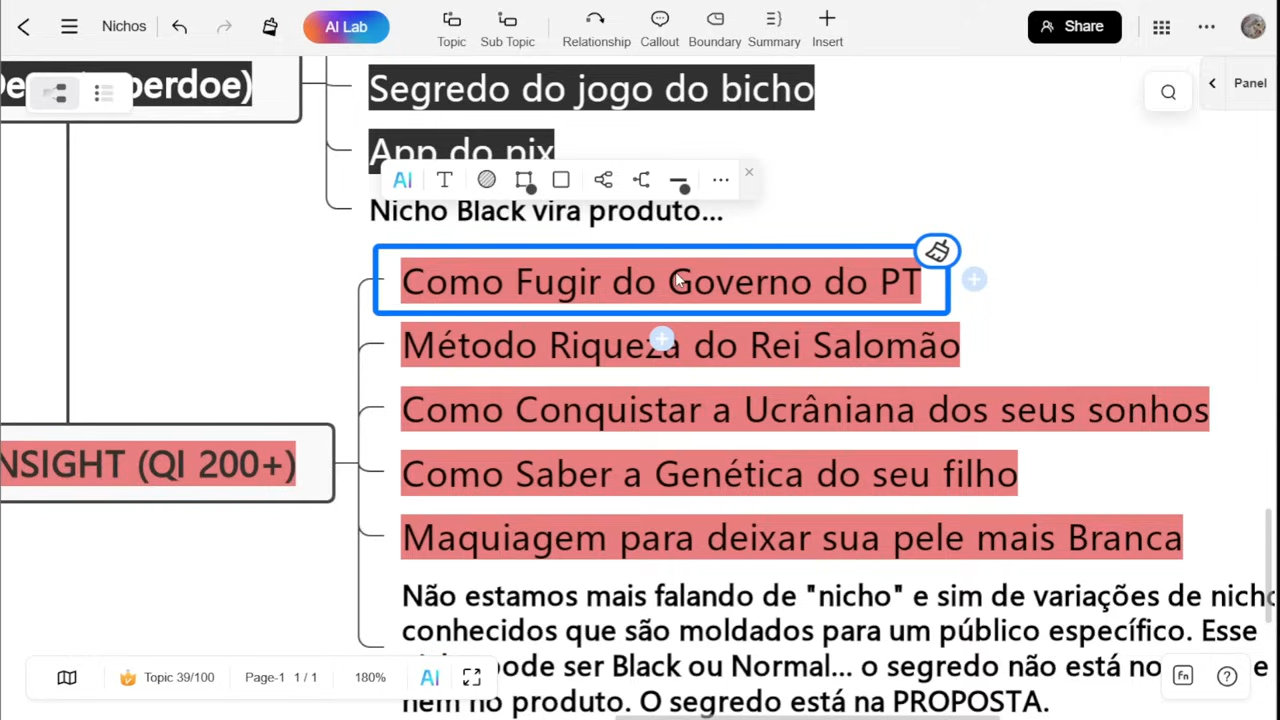 Nichos
AI Lab
Topic
Sub Topic
Relationship
Callout
Boundary
Summary
Insert
Share
Panel
perdoe)
Segredo do jogo do bicho
App do pix
AI
Nicho Black vira produto...
Como Fugir do Governo do PT
Método Riqueza do Rei Salomão
Como Conquistar a Ucrâniana dos seus sonhos
NSIGHT (QI 200+)
Como Saber a Genética do seu filho
Maquiagem para deixar sua pele mais Branca
Não estamos mais falando de "nicho" e sim de variações de nicho
conhecidos que são moldados para um público específico. Esse
pode ser Black ou Normal... o segredo não está no e
nem no produto. O segredo está na PROPOSTA.
Topic 39/100
Page-1 1 / 1
180%
AI
Fn